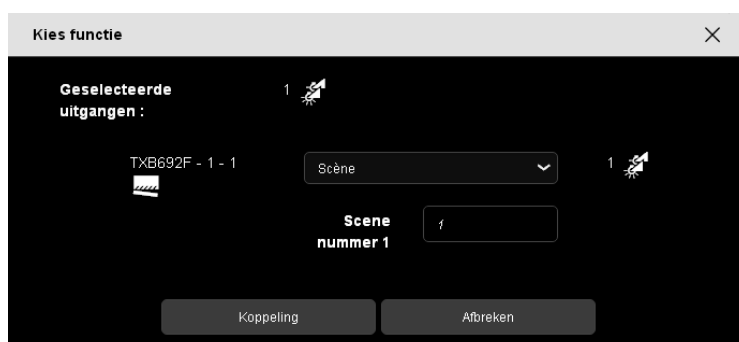 Kies functie
Geselecteerde
uitgangen :
1
TXB692F - 1 - 1
Scène
1
Scene
nummer 1
1
Koppeling
Afbreken